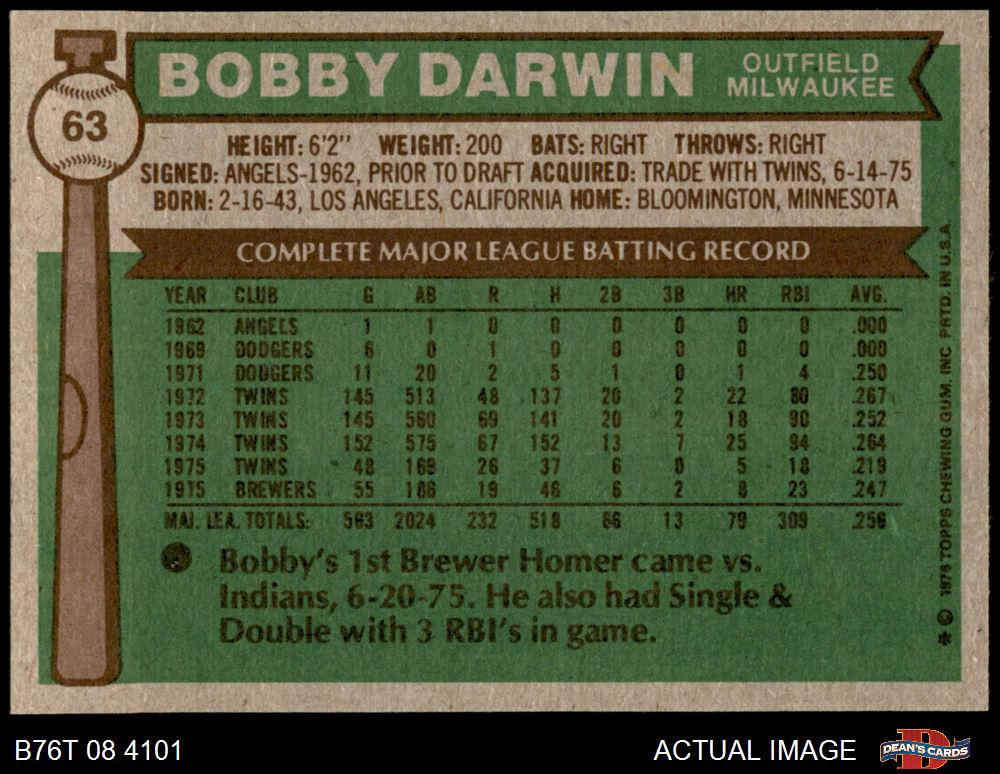 63
BOBBY DARWIN
OUTFIELD
MILWAUKEE
HEIGHT: 6'2" WEIGHT: 200 BATS: RIGHT THROWS: RIGHT
SIGNED: ANGELS-1962, PRIOR TO DRAFT ACQUIRED: TRADE WITH TWINS, 6-14-75
BORN: 2-16-43, LOS ANGELES, CALIFORNIA HOME: BLOOMINGTON, MINNESOTA
COMPLETE MAJOR LEAGUE BATTING RECORD
YEAR CLUB G AB R H 2B 3B HR RBI AVG.
1962 ANGELS 1 1 0 0 0 0 0 0 .000
1969 DODGERS 6 0 1 0 0 0 0 0 .000
1971 DODGERS 11 20 2 5 1 0 1 4 .250
1972 TWINS 145 513 48 137 20 2 22 80 .267
1973 TWINS 145 560 69 141 20 2 18 90 .252
1974 TWINS 152 575 67 152 13 7 25 94 .264
1975 TWINS 48 169 26 37 6 0 5 18 .219
1975 BREWERS 55 186 19 46 6 2 8 23 .247
MAJ. LEA. TOTALS: 563 2024 232 518 66 13 79 309 .256
Bobby's 1st Brewer Homer came vs.
Indians, 6-20-75. He also had Single &
Double with 3 RBI's in game.
* © 1976 TOPPS CHEWING GUM, INC PRTD. IN U.S.A.
B76T 08 4101
ACTUAL IMAGE
DEAN'S CARDS